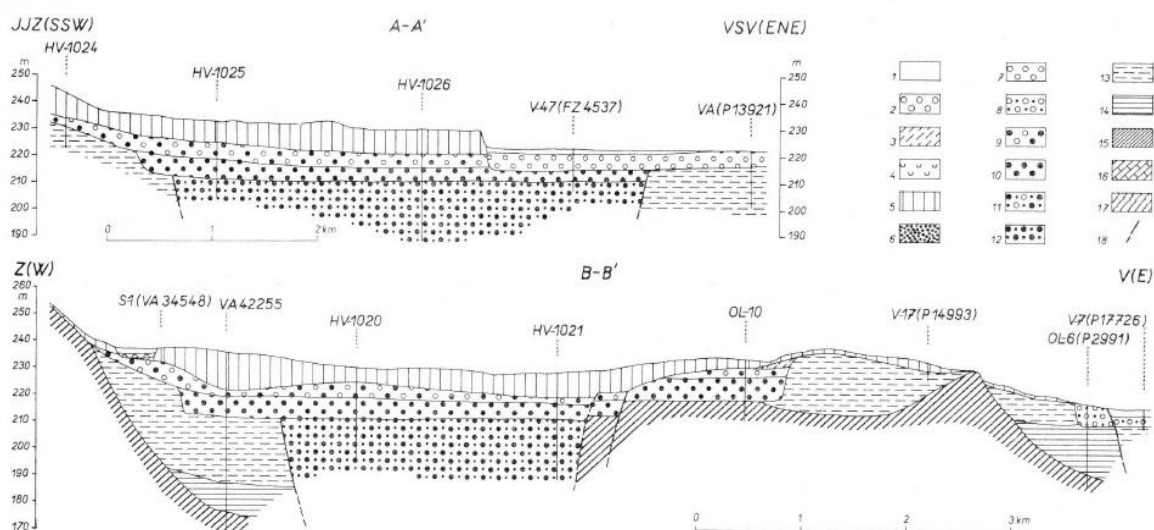 JJZ(SSW) A-A' VSV(ENE)
HV-1024
HV-1025
HV-1026
V-47(FZ 4537)
VA(P13921)
m
250
240
230
220
210
200
190
m
250
240
230
220
210
200
190
0 1 2 km
1 7 13
2 8 14
3 9 15
4 10 16
5 11 17
6 12 18
Z(W) B-B' V(E)
S-1(VA 34548)
VA 42255
HV-1020
HV-1021
OL-10
V-17(P14993)
V-7(P17726)
OL-6(P2991)
260
m
250
240
230
220
210
200
190
180
170
0 1 2 3 km